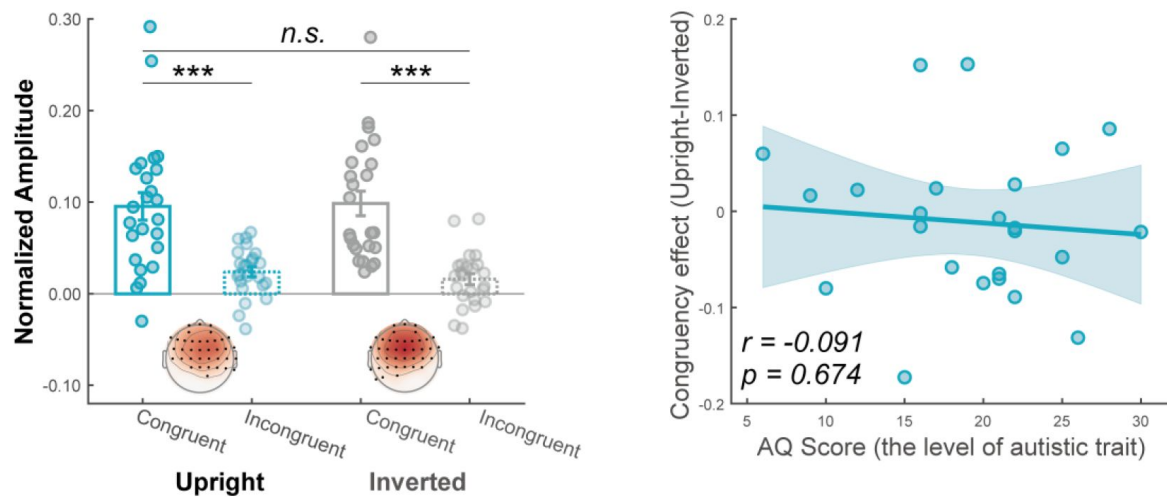 Normalized Amplitude
0.30
0.20
0.10
0.00
-0.10
n.s.
***
***
Congruent
Incongruent
Congruent
Incongruent
Upright
Inverted
Congruency effect (Upright-Inverted)
0.2
0.1
0
-0.1
-0.2
r = -0.091
p = 0.674
5 10 15 20 25 30
AQ Score (the level of autistic trait)